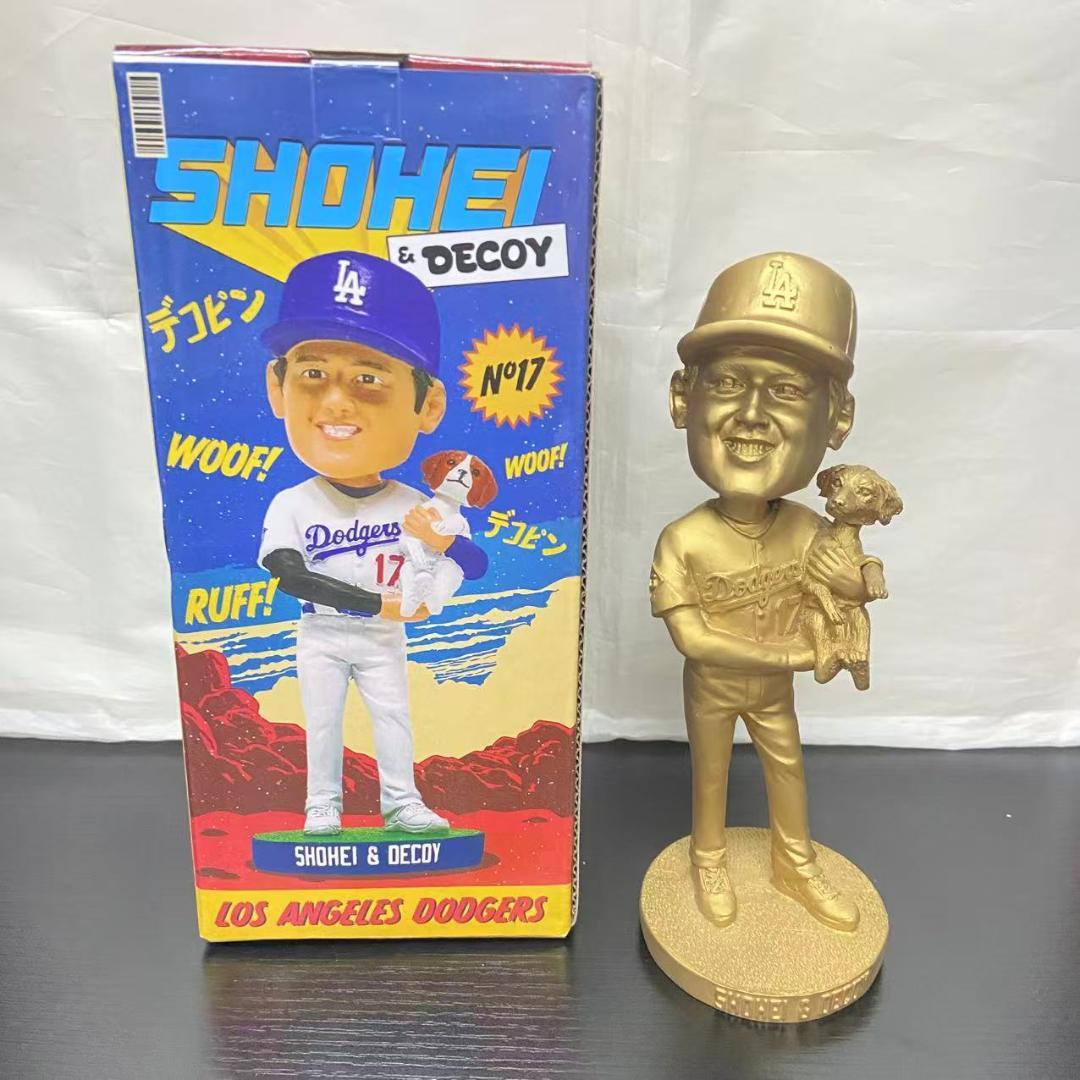 SHOHEI
& DECOY
デコピン
LA
Nº17
WOOF!
WOOF!
Dodgers
17
デコピン
RUFF!
SHOHEI & DECOY
LOS ANGELES DODGERS
LA
Dodgers
17
SHOHEI & DECOY